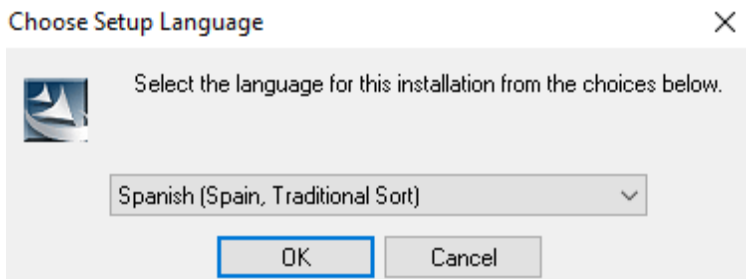 Choose Setup Language
Select the language for this installation from the choices below.
Spanish (Spain, Traditional Sort)
OK
Cancel